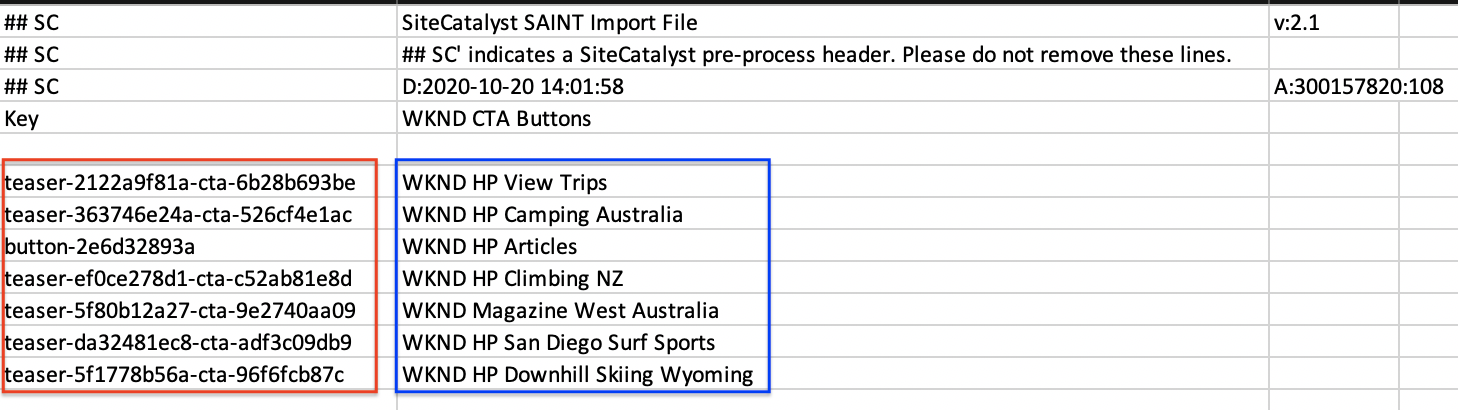 ## SC SiteCatalyst SAINT Import File v:2.1
## SC ## SC' indicates a SiteCatalyst pre-process header. Please do not remove these lines.
## SC D:2020-10-20 14:01:58 A:300157820:108
Key WKND CTA Buttons
teaser-2122a9f81a-cta-6b28b693be WKND HP View Trips
teaser-363746e24a-cta-526cf4e1ac WKND HP Camping Australia
button-2e6d32893a WKND HP Articles
teaser-ef0ce278d1-cta-c52ab81e8d WKND HP Climbing NZ
teaser-5f80b12a27-cta-9e2740aa09 WKND Magazine West Australia
teaser-da32481ec8-cta-adf3c09db9 WKND HP San Diego Surf Sports
teaser-5f1778b56a-cta-96f6fcb87c WKND HP Downhill Skiing Wyoming